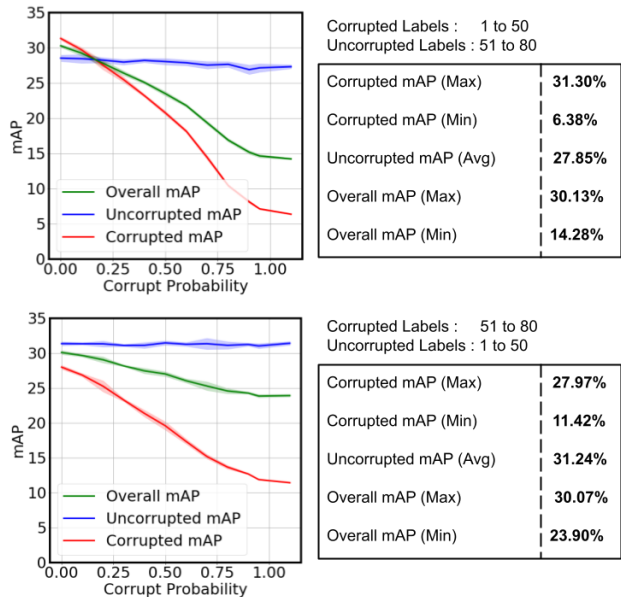 35
30
25
20
15
10
5
0
mAP
Overall mAP
Uncorrupted mAP
Corrupted mAP
0.00 0.25 0.50 0.75 1.00
Corrupt Probability
Corrupted Labels : 1 to 50
Uncorrupted Labels : 51 to 80
Corrupted mAP (Max) 31.30%
Corrupted mAP (Min) 6.38%
Uncorrupted mAP (Avg) 27.85%
Overall mAP (Max) 30.13%
Overall mAP (Min) 14.28%
35
30
25
20
15
10
5
0
mAP
Overall mAP
Uncorrupted mAP
Corrupted mAP
0.00 0.25 0.50 0.75 1.00
Corrupt Probability
Corrupted Labels : 51 to 80
Uncorrupted Labels : 1 to 50
Corrupted mAP (Max) 27.97%
Corrupted mAP (Min) 11.42%
Uncorrupted mAP (Avg) 31.24%
Overall mAP (Max) 30.07%
Overall mAP (Min) 23.90%